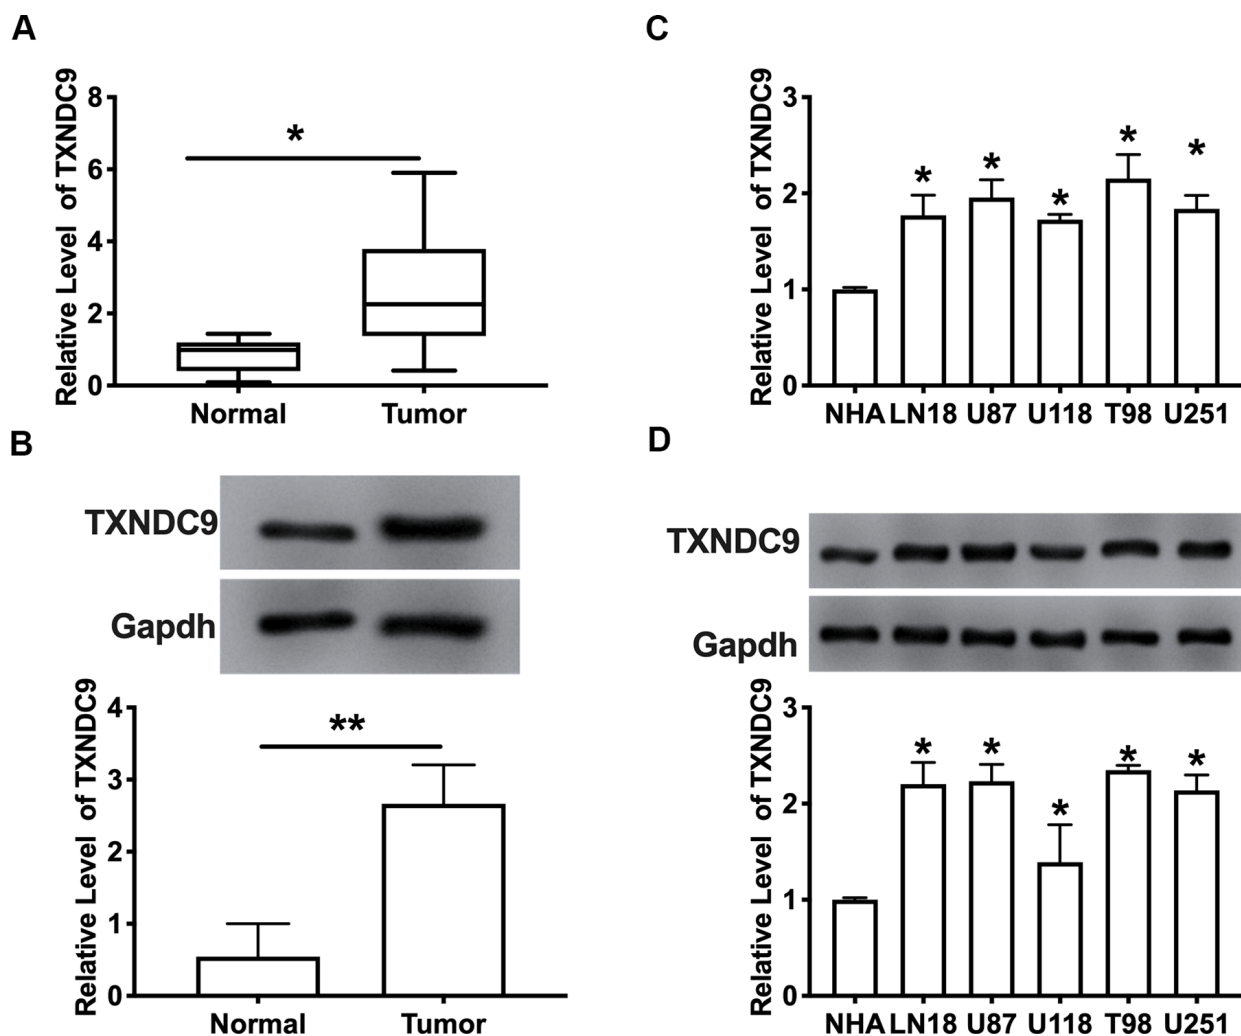 A
Relative Level of TXNDC9
8
6
4
2
0
*
Normal Tumor
B
TXNDC9
Gapdh
Relative Level of TXNDC9
4
3
2
1
0
**
Normal Tumor
C
Relative Level of TXNDC9
3
2
1
0
* * * * *
NHA LN18 U87 U118 T98 U251
D
TXNDC9
Gapdh
Relative Level of TXNDC9
3
2
1
0
* * * * *
NHA LN18 U87 U118 T98 U251